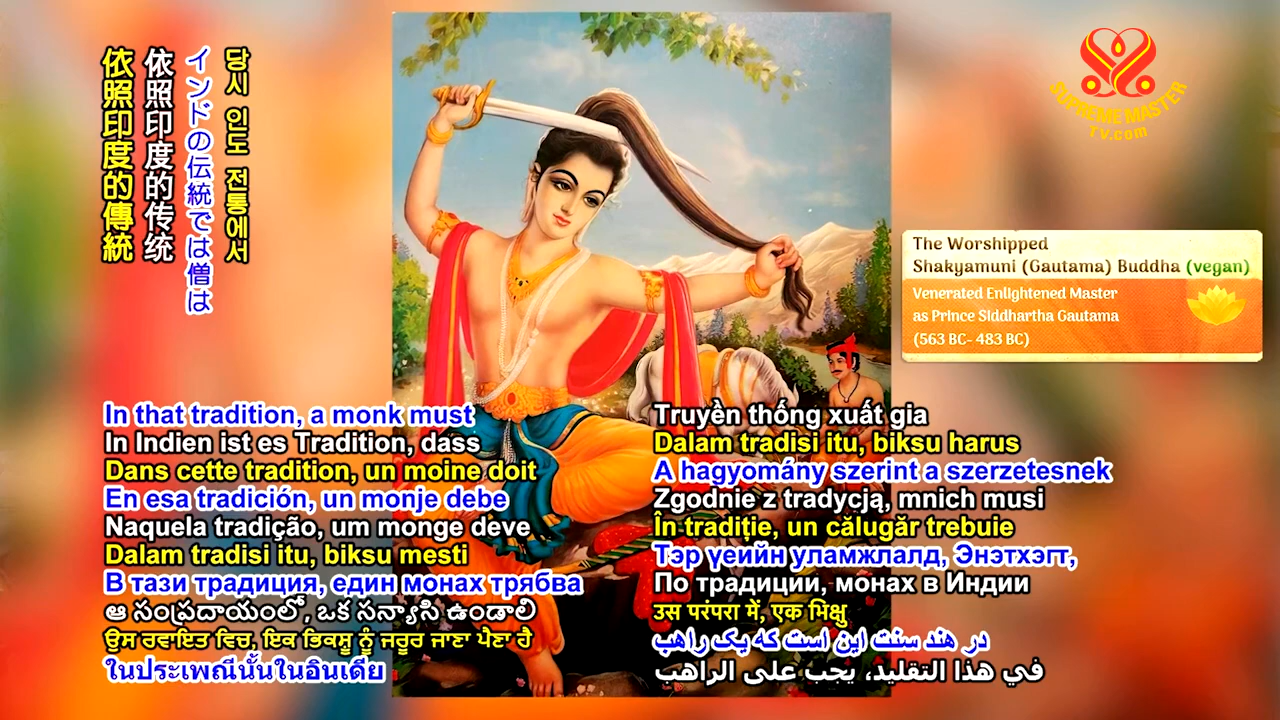 依照印度的傳統
依照印度的传统
インドの伝統では僧は
당시 인도 전통에서
SUPREME MASTER
TV.com
The Worshipped
Shakyamuni (Gautama) Buddha (vegan)
Venerated Enlightened Master
as Prince Siddhartha Gautama
(563 BC- 483 BC)
In that tradition, a monk must
In Indien ist es Tradition, dass
Dans cette tradition, un moine doit
En esa tradición, un monje debe
Naquela tradição, um monge deve
Dalam tradisi itu, biksu mesti
В тази традиция, един монах трябва
ఆ సంప్రదాయంలో, ఒక సన్యాసి ఉండాలి
ਉਸ ਰਵਾਇਤ ਵਿਚ, ਇਕ ਭਿਕਸ਼ੂ ਨੂੰ ਜਰੂਰ ਜਾਣਾ ਪੈਣਾ ਹੈ
ในประเพณีนั้นในอินเดีย
Truyền thống xuất gia
Dalam tradisi itu, biksu harus
A hagyomány szerint a szerzetesnek
Zgodnie z tradycją, mnich musi
În tradiție, un călugăr trebuie
Тэр үеийн уламжлалд, Энэтхэгт,
По традиции, монах в Индии
उस परंपरा में, एक भिक्षु
در هند سنت این است که یک راهب
في هذا التقليد، يجب على الراهب